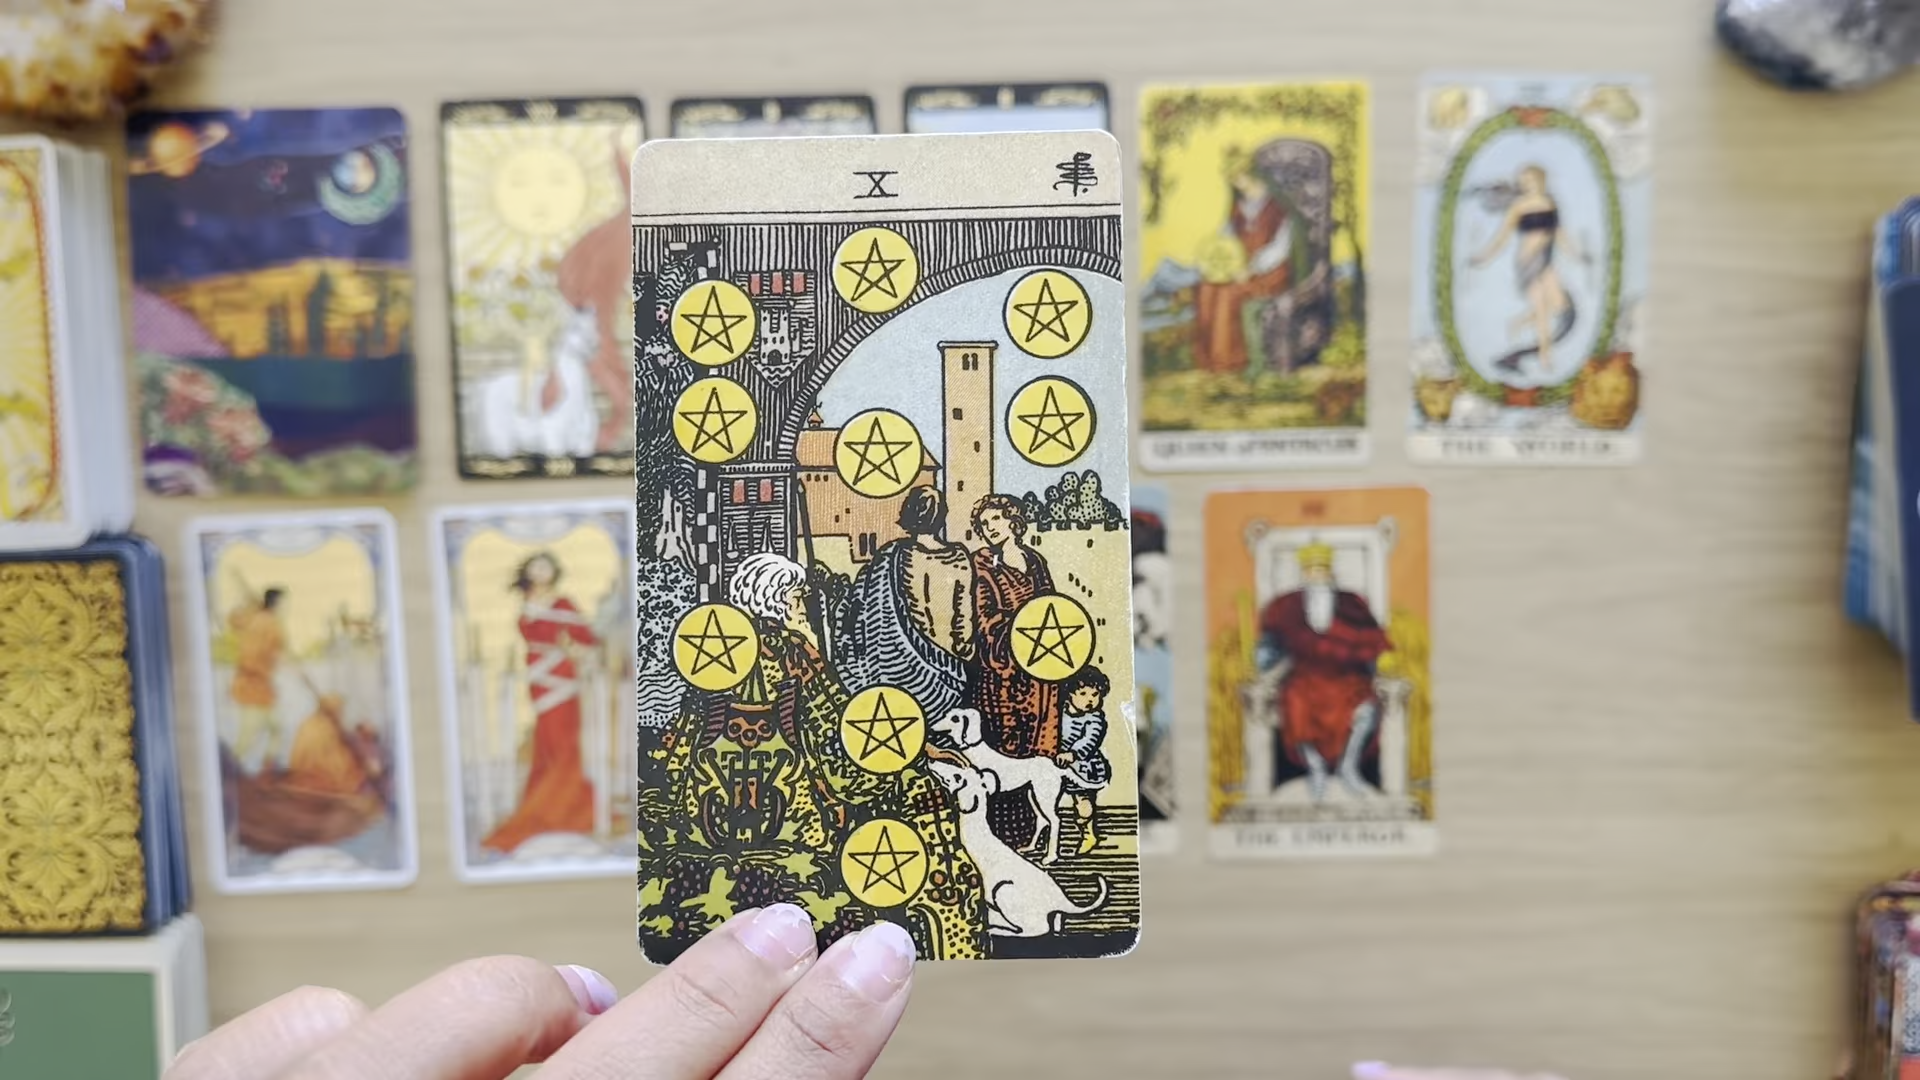 X
QUEEN of PENTACLES
THE WORLD.
THE EMPEROR.